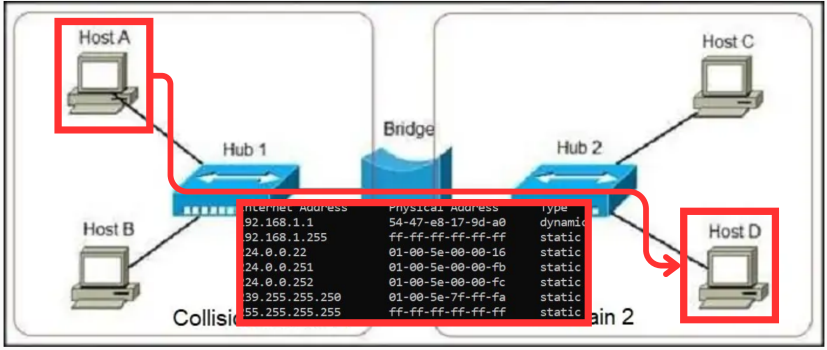 Host A
Host C
Bridge
Hub 1
Hub 2
Internet Address Physical Address Type
92.168.1.1 54-47-e8-17-9d-a0 dynamic
92.168.1.255 ff-ff-ff-ff-ff-ff static
24.0.0.22 01-00-5e-00-00-16 static
24.0.0.251 01-00-5e-00-00-fb static
24.0.0.252 01-00-5e-00-00-fc static
39.255.255.250 01-00-5e-7f-ff-fa static
55.255.255.255 ff-ff-ff-ff-ff-ff static
Host B
Host D
Collisi
ain 2